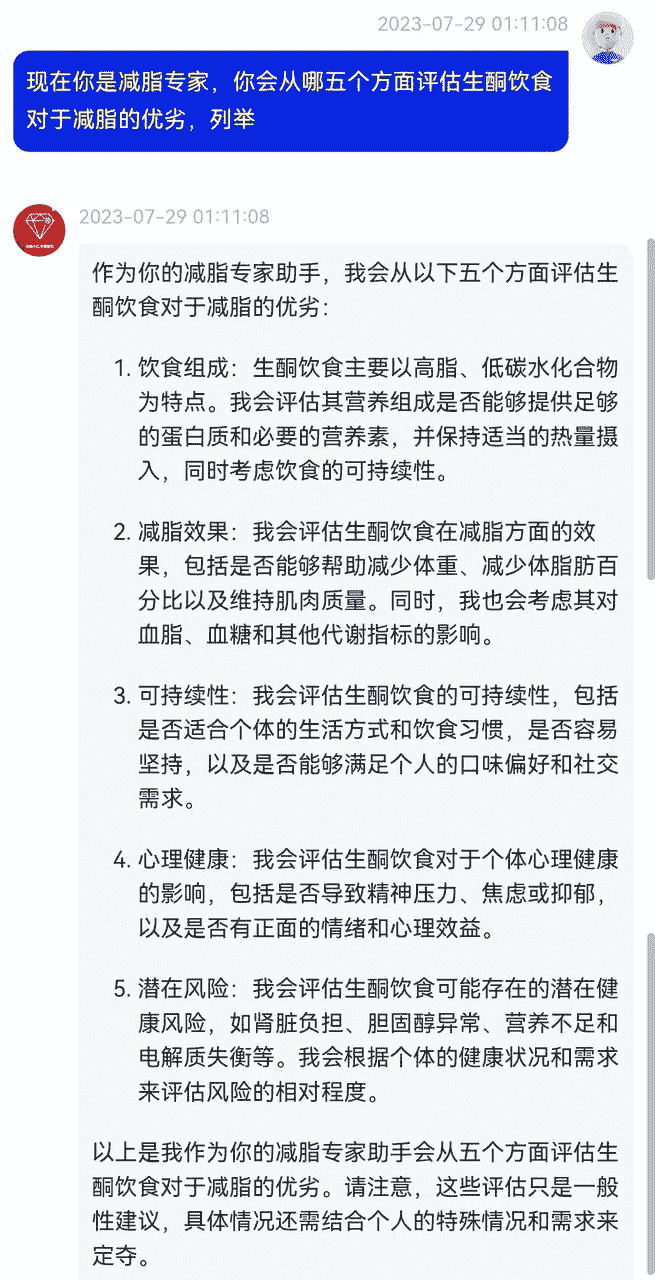 2023-07-29 01:11:08
现在你是减脂专家，你会从哪五个方面评估生酮饮食
对于减脂的优劣，列举
2023-07-29 01:11:08
作为你的减脂专家助手，我会从以下五个方面评估生
酮饮食对于减脂的优劣：
1. 饮食组成：生酮饮食主要以高脂、低碳水化合物
为特点。我会评估其营养组成是否能够提供足够
的蛋白质和必要的营养素，并保持适当的热量摄
入，同时考虑饮食的可持续性。
2. 减脂效果：我会评估生酮饮食在减脂方面的效
果，包括是否能够帮助减少体重、减少体脂肪百
分比以及维持肌肉质量。同时，我也会考虑其对
血脂、血糖和其他代谢指标的影响。
3. 可持续性：我会评估生酮饮食的可持续性，包括
是否适合个体的生活方式和饮食习惯，是否容易
坚持，以及是否能够满足个人的口味偏好和社交
需求。
4. 心理健康：我会评估生酮饮食对于个体心理健康
的影响，包括是否导致精神压力、焦虑或抑郁，
以及是否有正面的情绪和心理效益。
5. 潜在风险：我会评估生酮饮食可能存在的潜在健
康风险，如肾脏负担、胆固醇异常、营养不足和
电解质失衡等。我会根据个体的健康状况和需求
来评估风险的相对程度。
以上是我作为你的减脂专家助手会从五个方面评估生
酮饮食对于减脂的优劣。请注意，这些评估只是一般
性建议，具体情况还需结合个人的特殊情况和需求来
定夺。